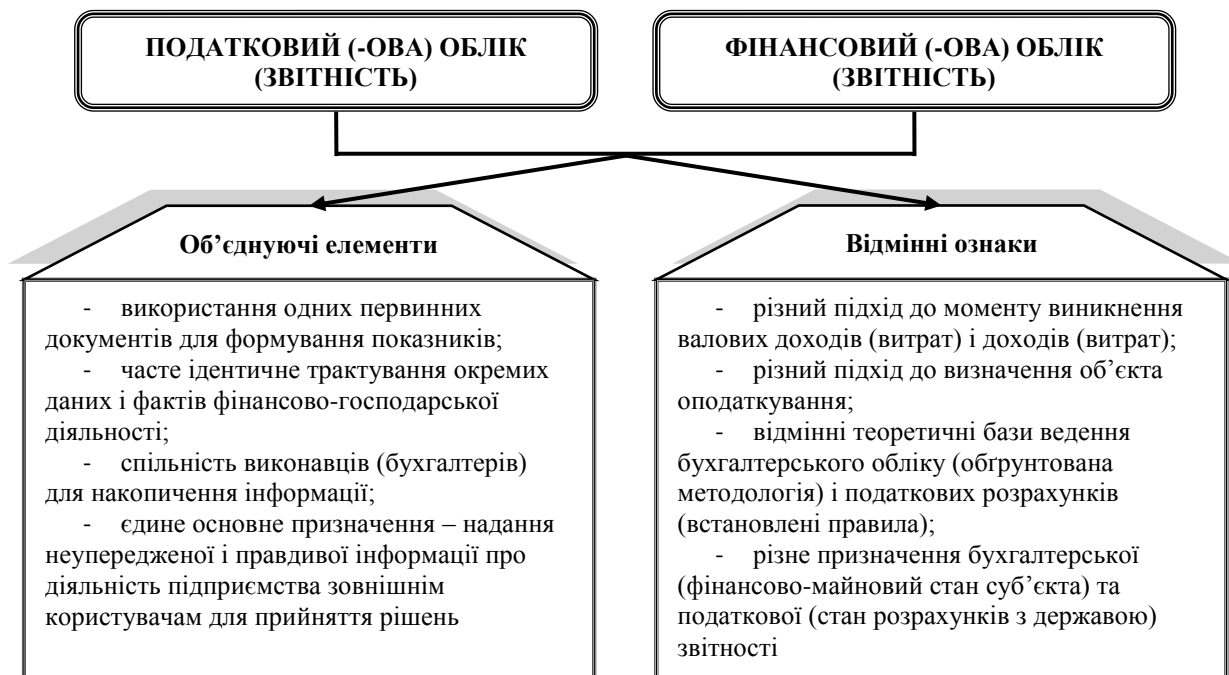 ПОДАТКОВИЙ (-ОВА) ОБЛІК
(ЗВІТНІСТЬ)
ФІНАНСОВИЙ (-ОВА) ОБЛІК
(ЗВІТНІСТЬ)
Об’єднуючі елементи
- використання одних первинних
документів для формування показників;
- часте ідентичне трактування окремих
даних і фактів фінансово-господарської
діяльності;
- спільність виконавців (бухгалтерів)
для накопичення інформації;
- єдине основне призначення – надання
неупередженої і правдивої інформації про
діяльність підприємства зовнішнім
користувачам для прийняття рішень
Відмінні ознаки
- різний підхід до моменту виникнення
валових доходів (витрат) і доходів (витрат);
- різний підхід до визначення об’єкта
оподаткування;
- відмінні теоретичні бази ведення
бухгалтерського обліку (обґрунтована
методологія) і податкових розрахунків
(встановлені правила);
- різне призначення бухгалтерської
(фінансово-майновий стан суб’єкта) та
податкової (стан розрахунків з державою)
звітності